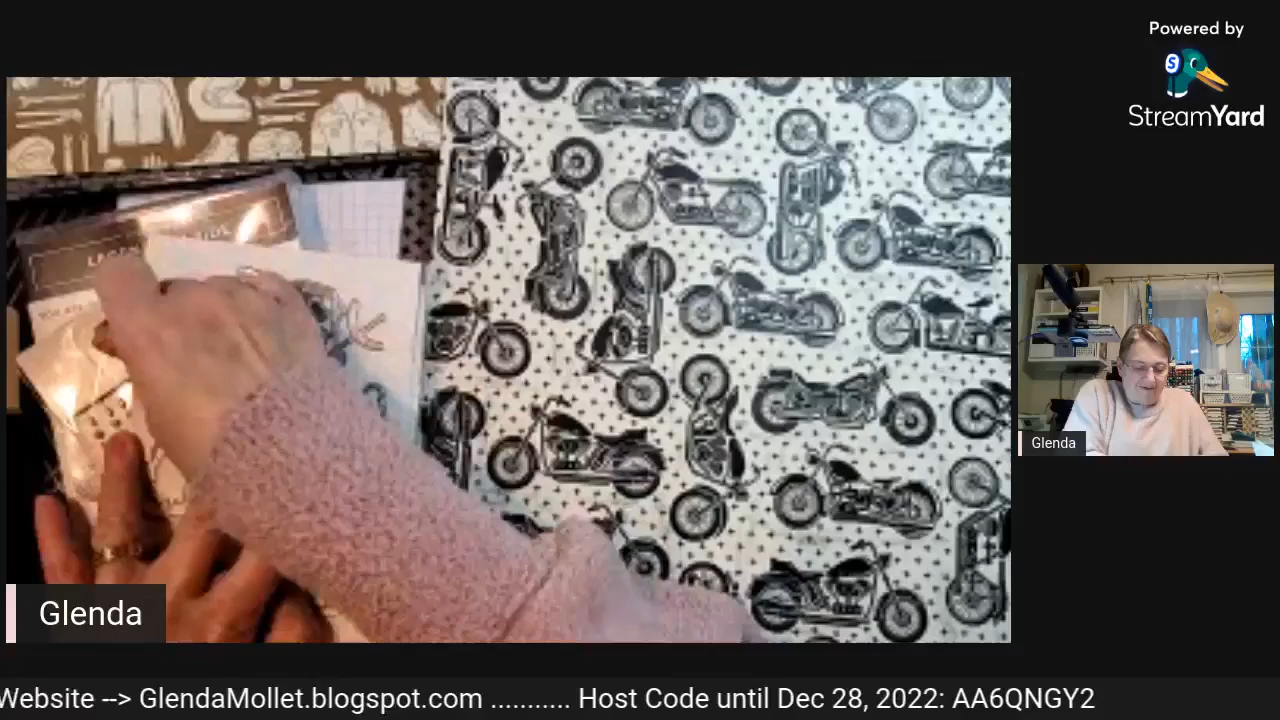 Powered by
StreamYard
Glenda
Glenda
Website --> GlendaMollet.blogspot.com ........... Host Code until Dec 28, 2022: AA6QNGY2